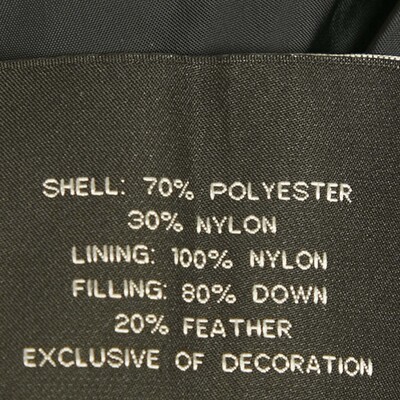 SHELL: 70% POLYESTER
30% NYLON
LINING: 100% NYLON
FILLING: 80% DOWN
20% FEATHER
EXCLUSIVE OF DECORATION